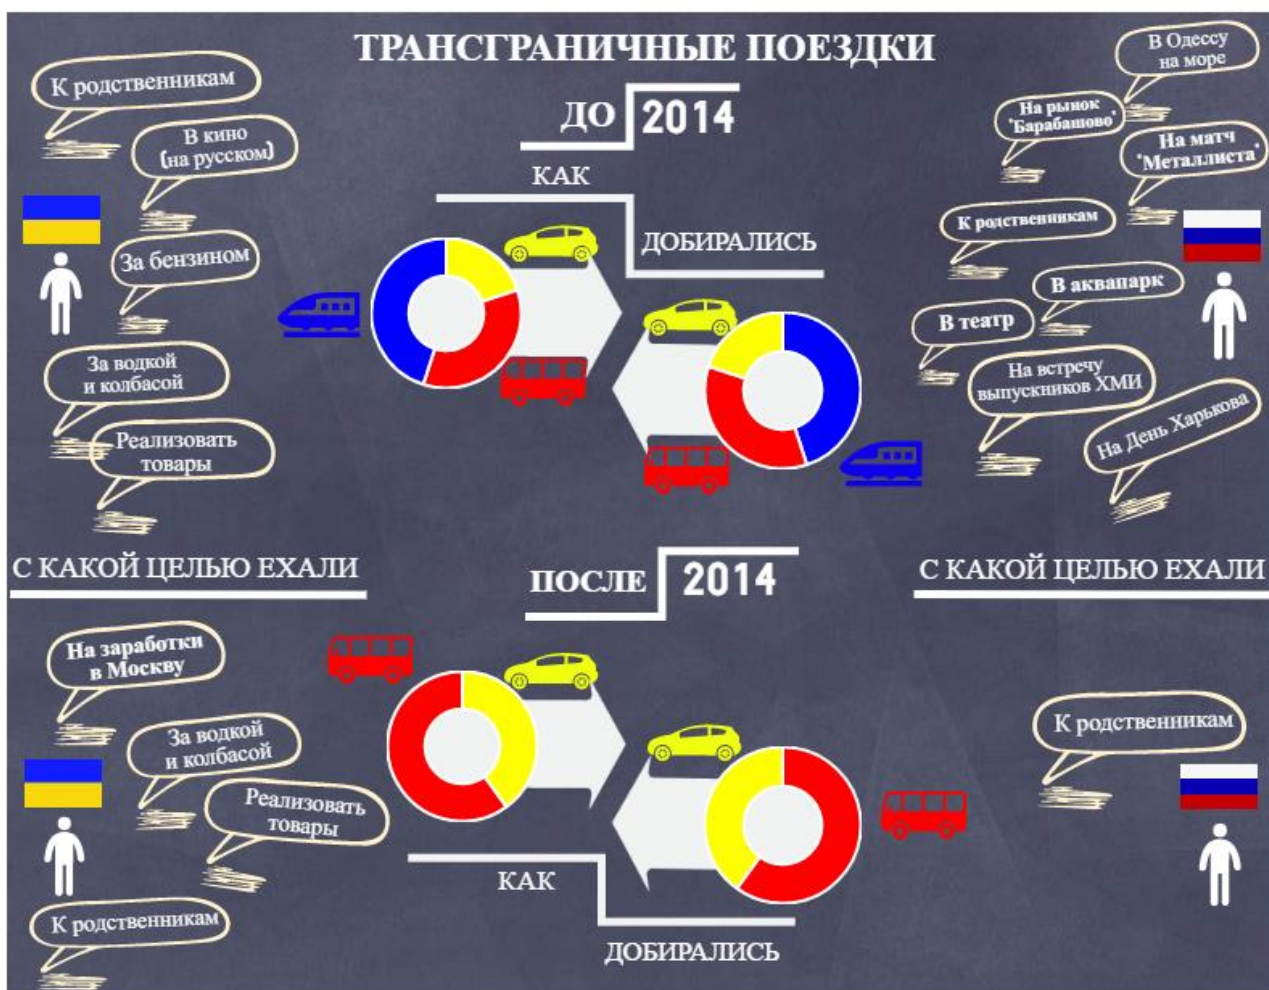 ТРАНСГРАНИЧНЫЕ ПОЕЗДКИ
ДО 2014
КАК
ДОБИРАЛИСЬ
К родственникам
В кино
(на русском)
За бензином
За водкой
и колбасой
Реализовать
товары
В Одессу
на море
На рынок
"Барабашово"
На матч
"Металлиста"
К родственникам
В аквапарк
В театр
На встречу
выпускников ХМИ
На День Харькова
С КАКОЙ ЦЕЛЬЮ ЕХАЛИ
ПОСЛЕ 2014
С КАКОЙ ЦЕЛЬЮ ЕХАЛИ
На заработки
в Москву
За водкой
и колбасой
Реализовать
товары
К родственникам
К родственникам
КАК
ДОБИРАЛИСЬ